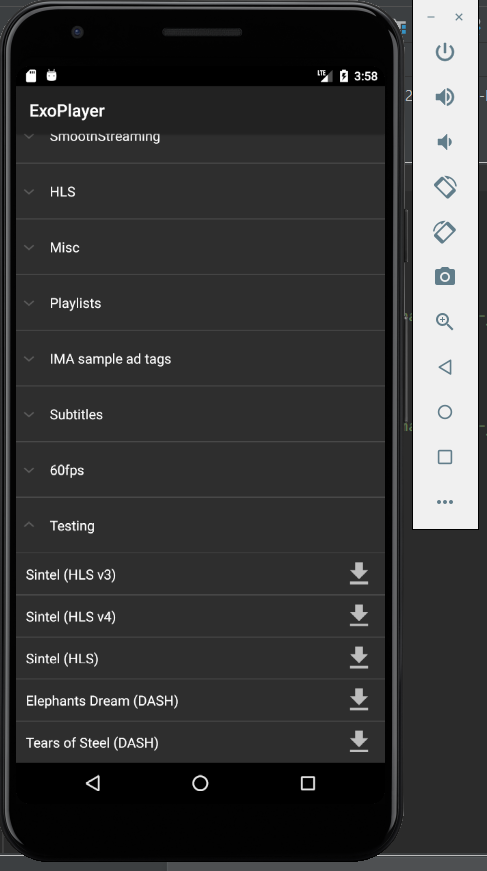 LTE 3:58
ExoPlayer
SmoothStreaming
HLS
Misc
Playlists
IMA sample ad tags
Subtitles
60fps
Testing
Sintel (HLS v3)
Sintel (HLS v4)
Sintel (HLS)
Elephants Dream (DASH)
Tears of Steel (DASH)